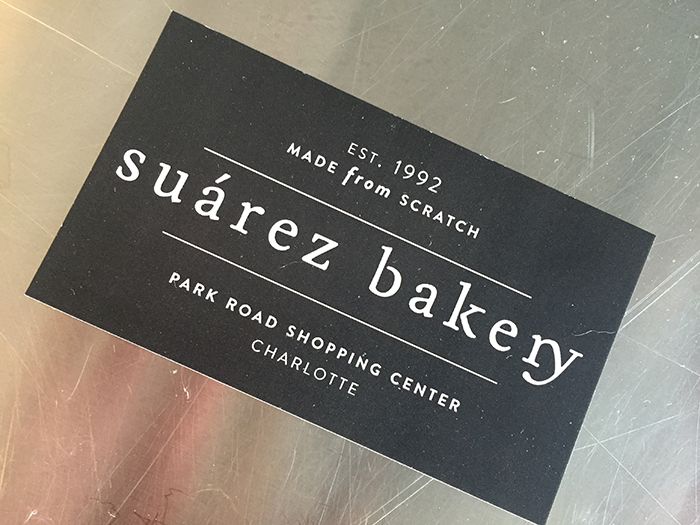 EST. 1992
MADE from SCRATCH
suárez bakery
PARK ROAD SHOPPING CENTER
CHARLOTTE